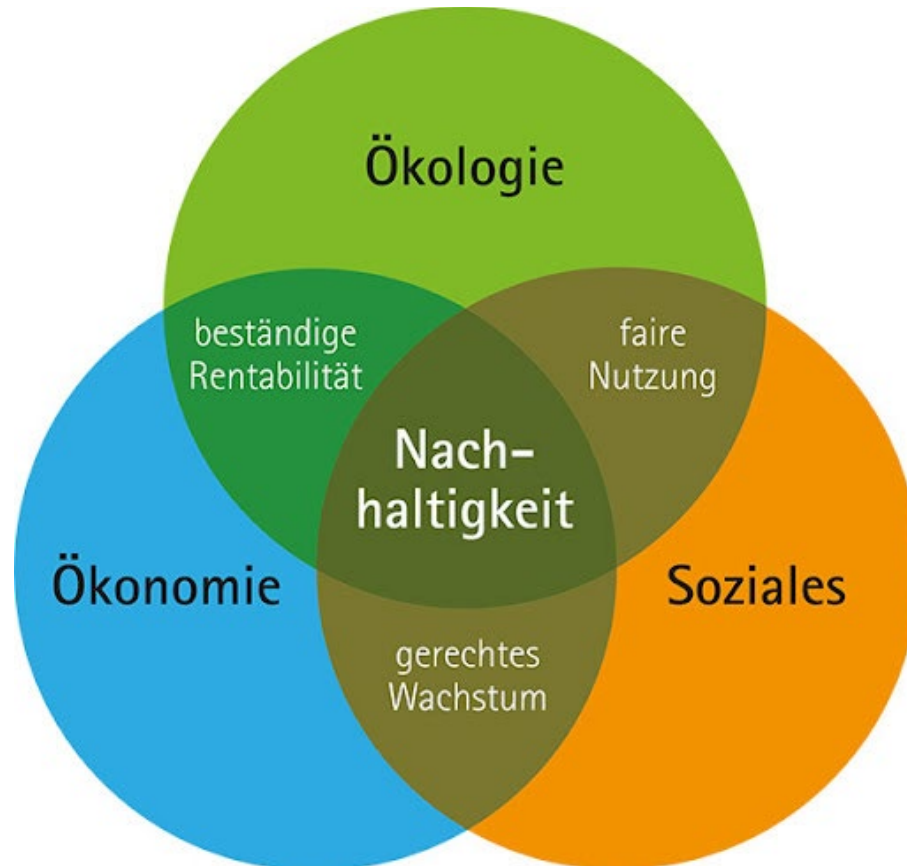 Ökologie
beständige
Rentabilität
faire
Nutzung
Nach-
haltigkeit
Ökonomie
Soziales
gerechtes
Wachstum